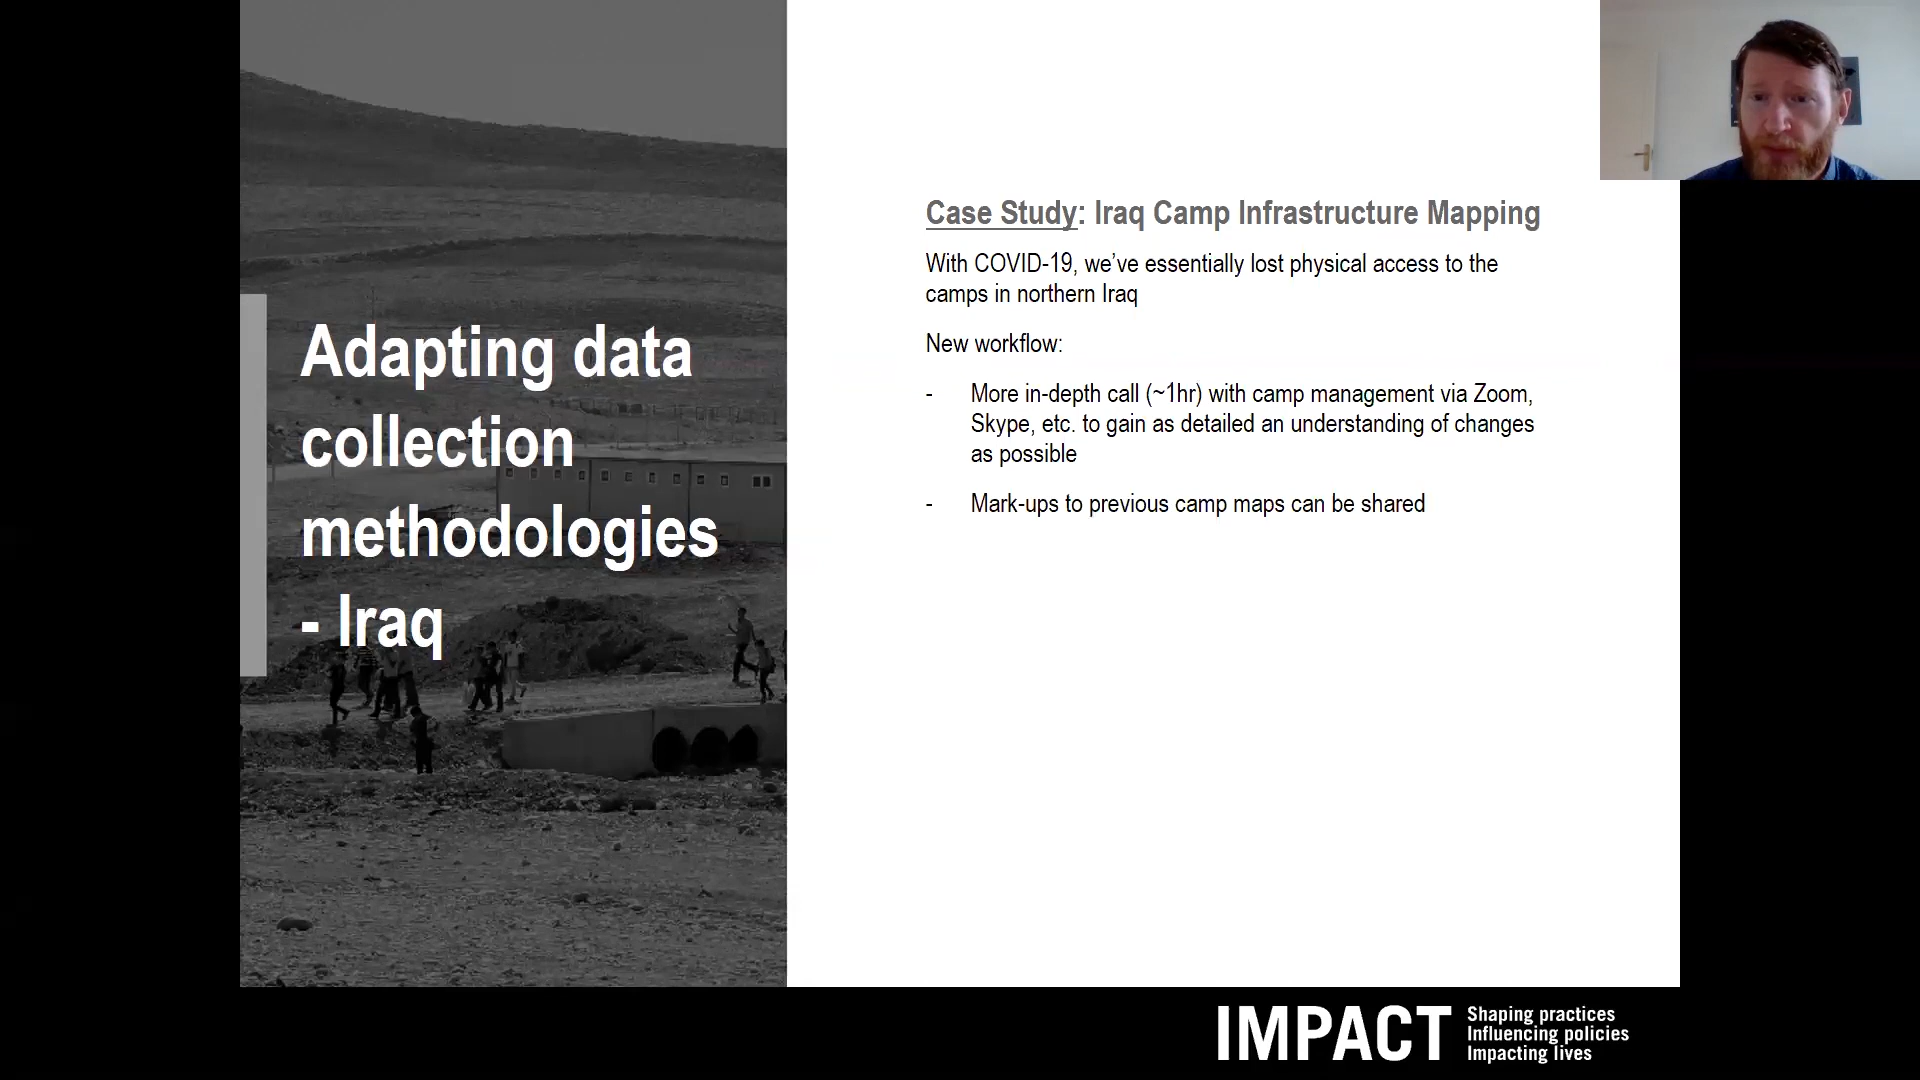 Adapting data
collection
methodologies
- Iraq
Case Study: Iraq Camp Infrastructure Mapping
With COVID-19, we’ve essentially lost physical access to the
camps in northern Iraq
New workflow:
- More in-depth call (~1hr) with camp management via Zoom,
Skype, etc. to gain as detailed an understanding of changes
as possible
- Mark-ups to previous camp maps can be shared
IMPACT
Shaping practices
Influencing policies
Impacting lives